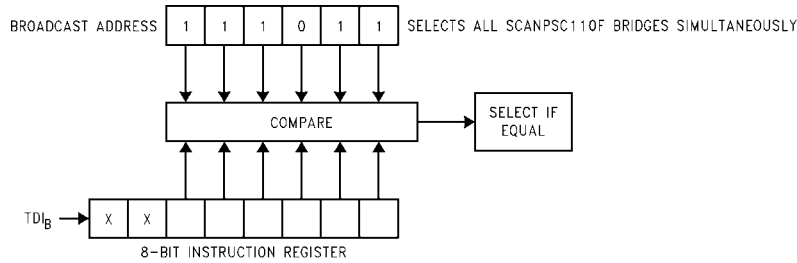 BROADCAST ADDRESS 1 1 1 0 1 1 SELECTS ALL SCANPSC110F BRIDGES SIMULTANEOUSLY
COMPARE
SELECT IF
EQUAL
TDIB X X
8-BIT INSTRUCTION REGISTER